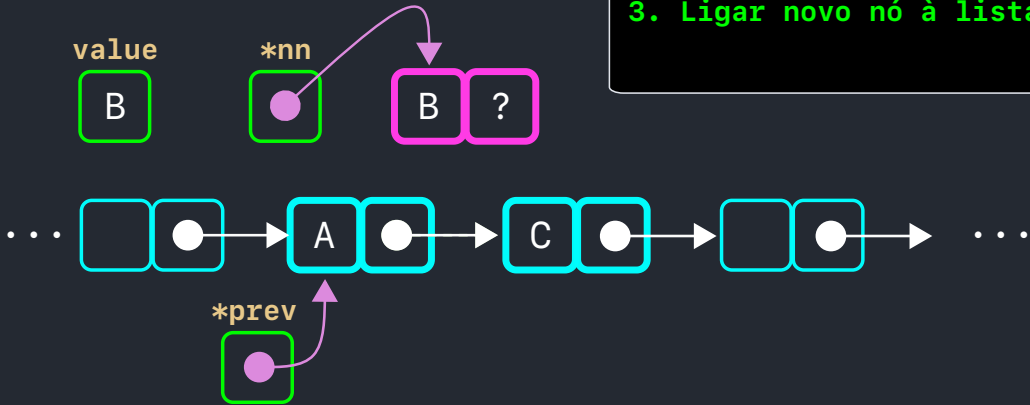 3. Ligar novo nó à lista
value
*nn
B
B
?
...
A
C
...
*prev